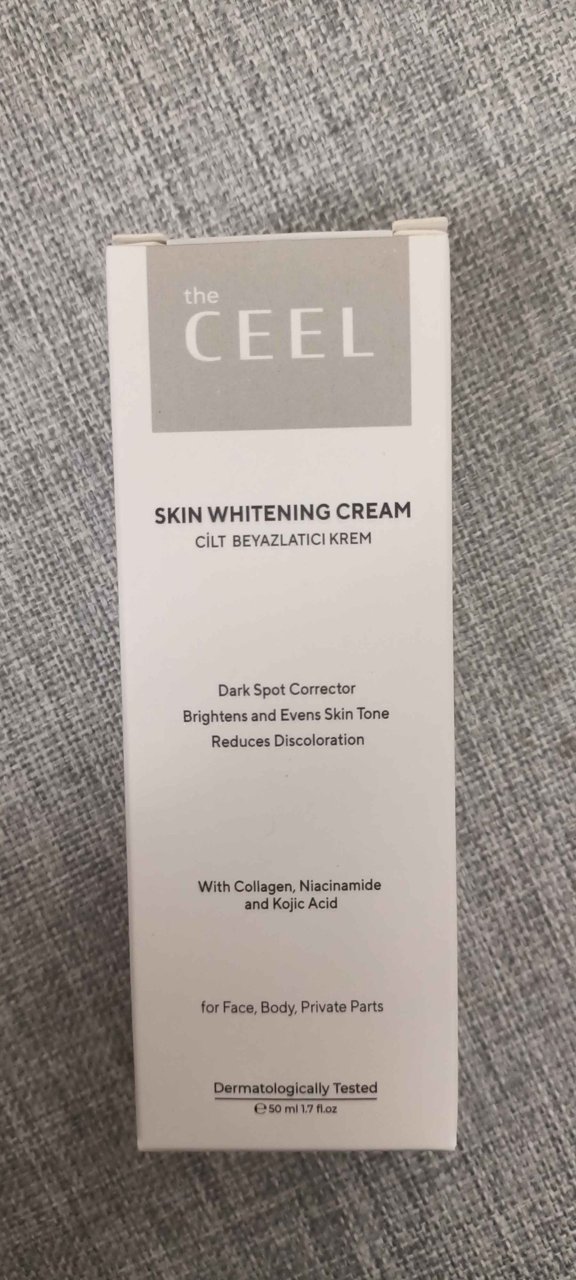 the
CEEL
SKIN WHITENING CREAM
CİLT BEYAZLATICI KREM
Dark Spot Corrector
Brightens and Evens Skin Tone
Reduces Discoloration
With Collagen, Niacinamide
and Kojic Acid
for Face, Body, Private Parts
Dermatologically Tested
℮ 50 ml 1.7 fl.oz